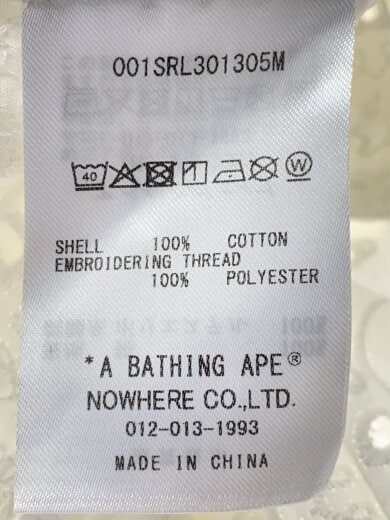 001SRL301305M
40 W
SHELL 100% COTTON
EMBROIDERING THREAD
100% POLYESTER
*A BATHING APE®
NOWHERE CO.,LTD.
012-013-1993
MADE IN CHINA